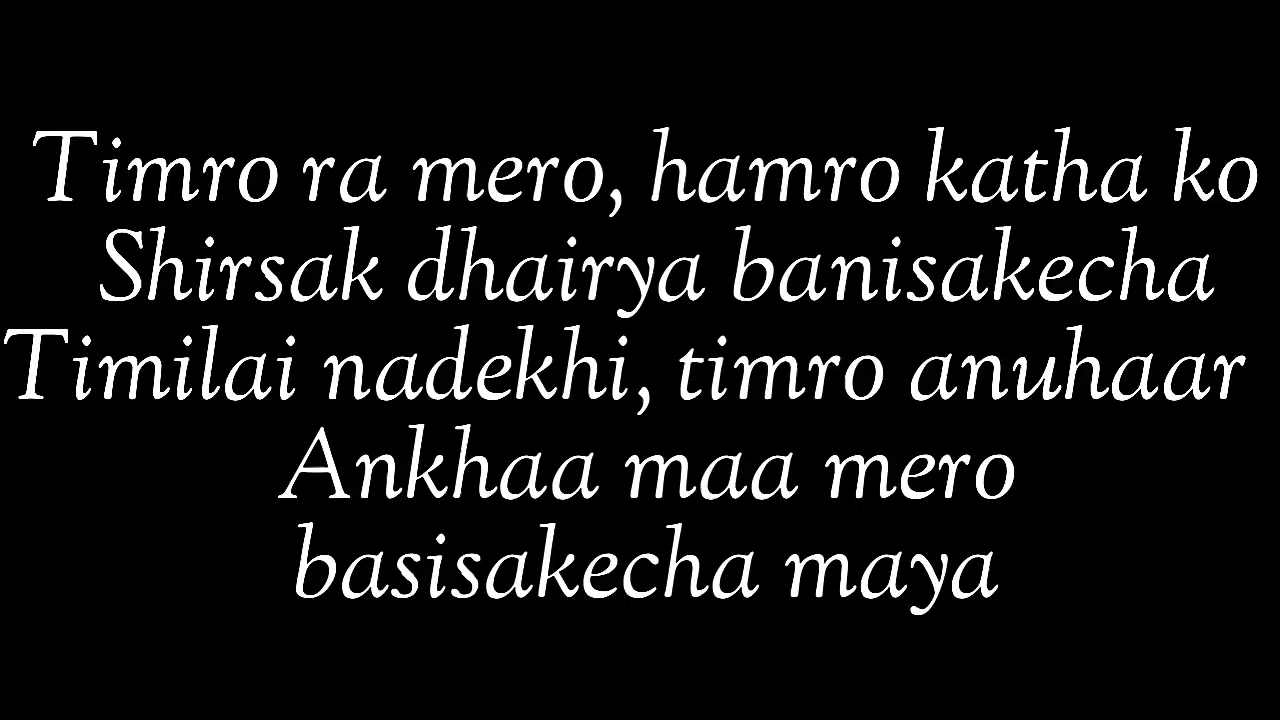 Timro ra mero, hamro katha ko
Shirsak dhairya banisakecha
Timilai nadekhi, timro anuhaar
Ankhaa maa mero
basisakecha maya